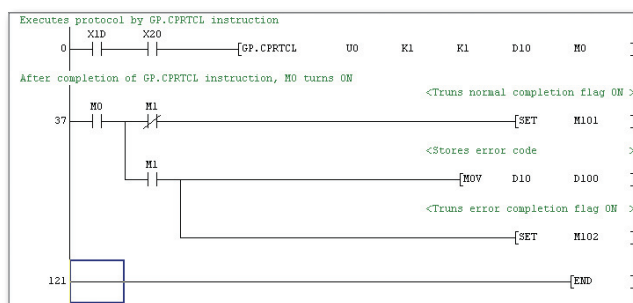 Executes protocol by GP.CPRTCL instruction
X1D X20
0 [GP.CPRTCL U0 K1 K1 D10 M0 ]
After completion of GP.CPRTCL instruction, M0 turns ON
<Truns normal completion flag ON >
M0 M1
37 [SET M101 ]
<Stores error code >
M1
[MOV D10 D100 ]
<Truns error completion flag ON >
[SET M102 ]
121 [END ]